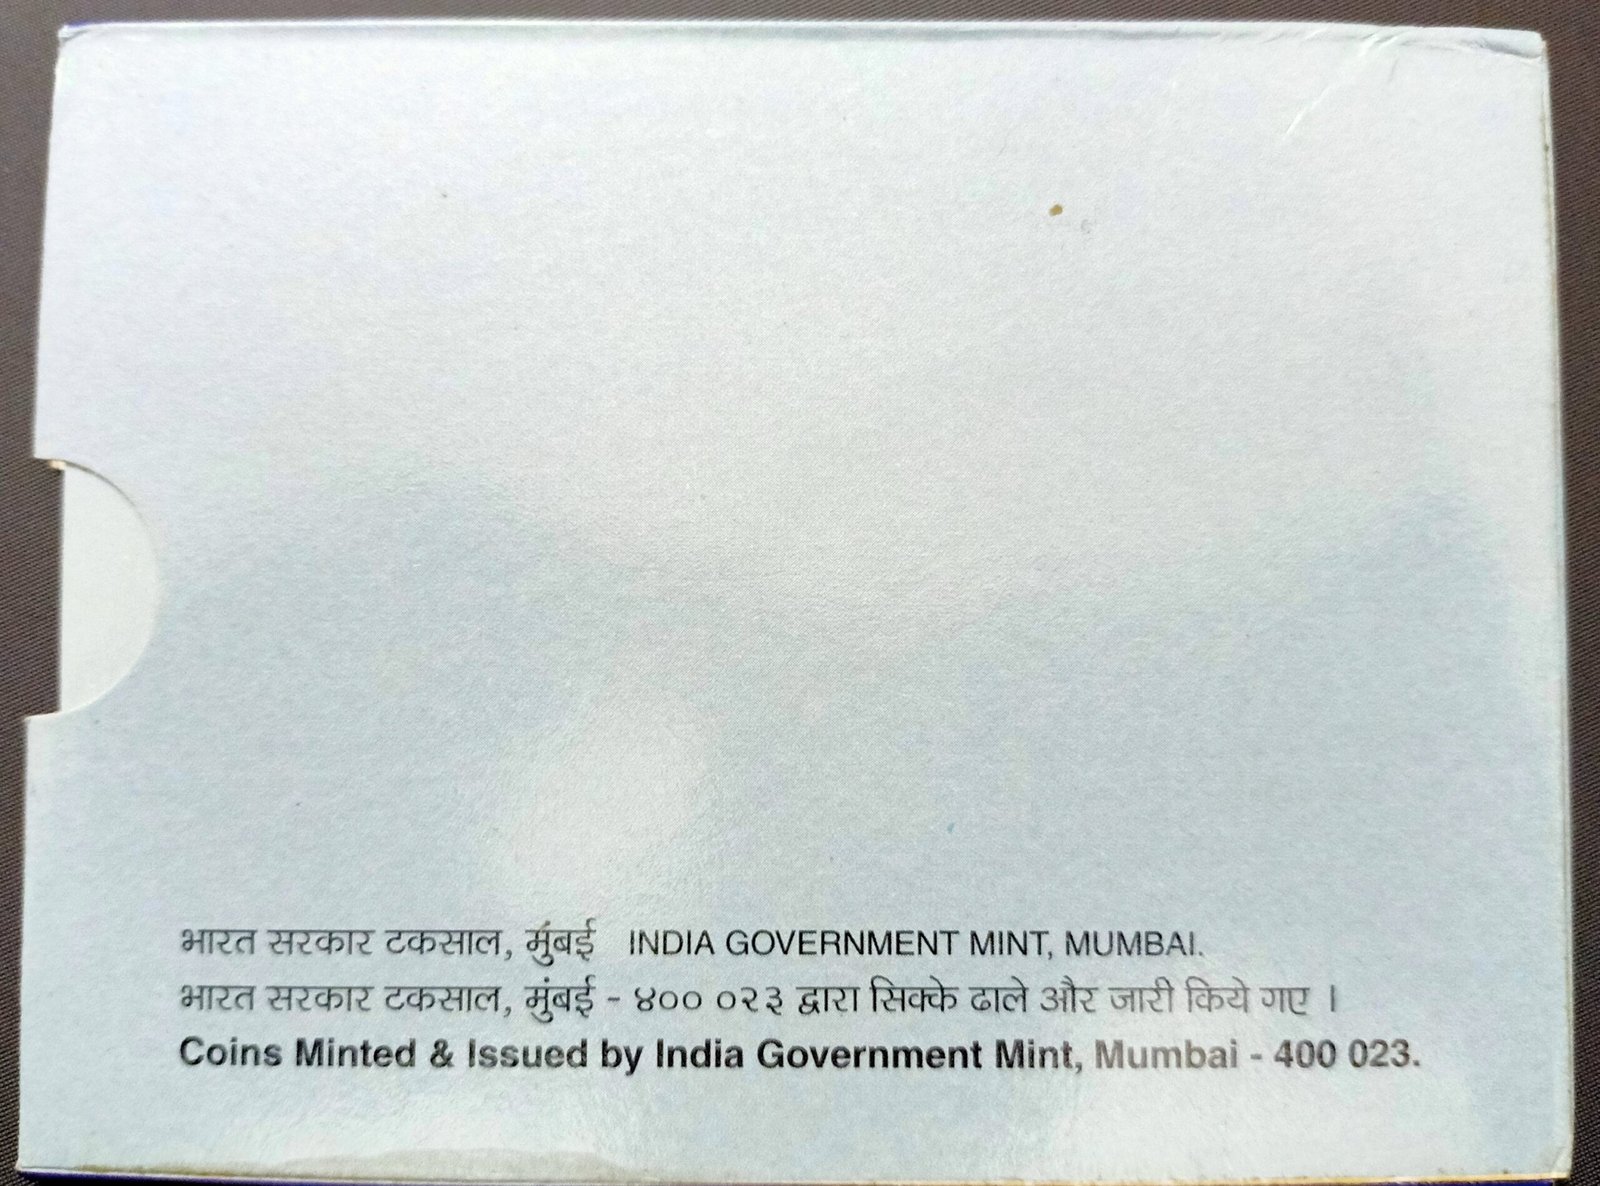 भारत सरकार टकसाल, मुंबई INDIA GOVERNMENT MINT, MUMBAI.
भारत सरकार टकसाल, मुंबई - ४०० ०२३ द्वारा सिक्के ढाले और जारी किये गए ।
Coins Minted & Issued by India Government Mint, Mumbai - 400 023.